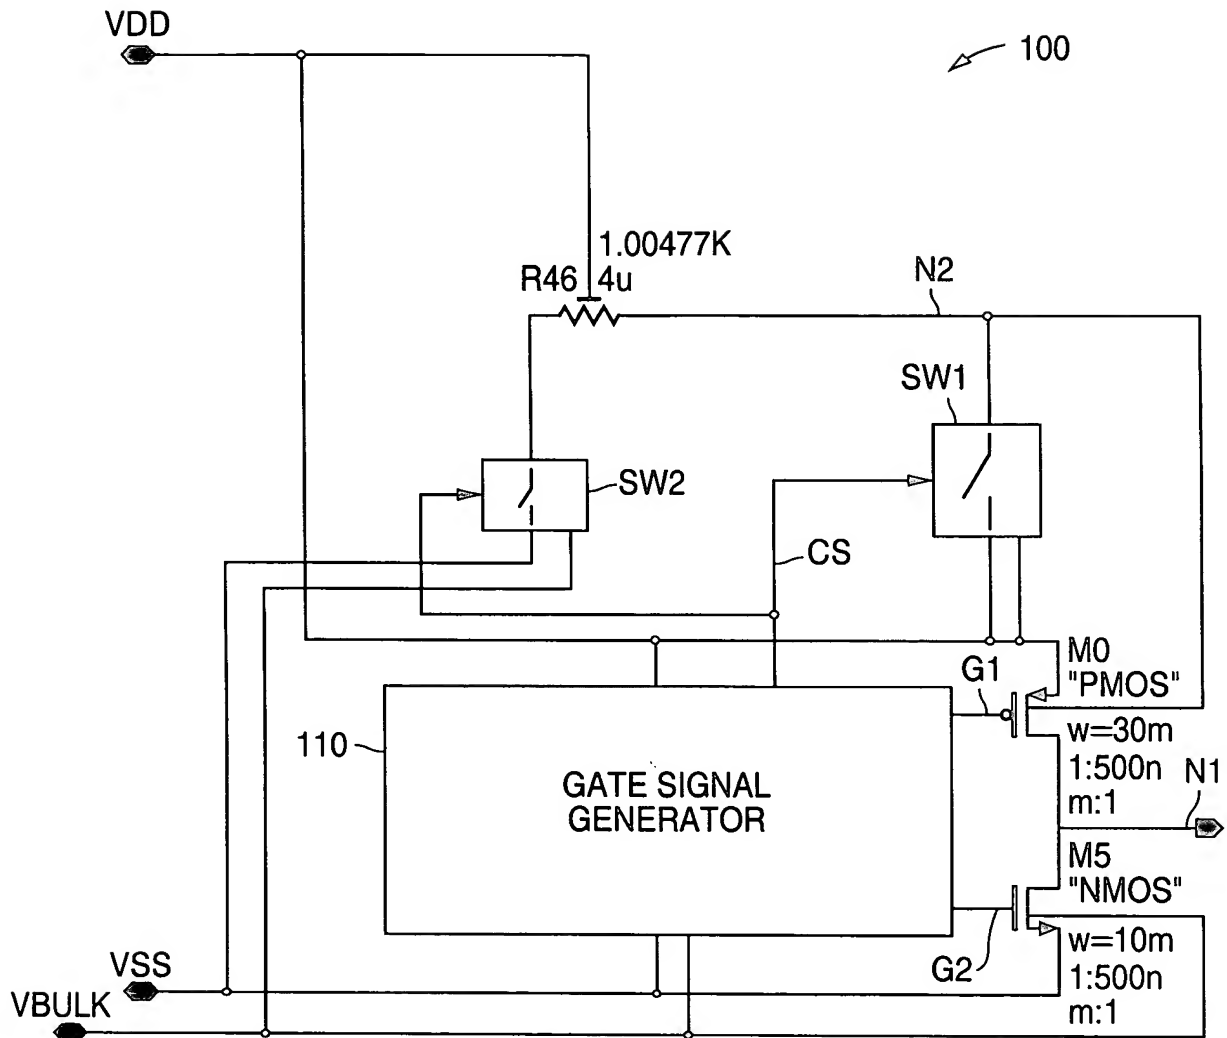 VDD
100
1.00477K
R46 4u
N2
SW1
SW2
CS
M0
"PMOS"
G1
w=30m
1:500n
m:1
N1
110
GATE SIGNAL
GENERATOR
M5
"NMOS"
G2
w=10m
1:500n
m:1
VSS
VBULK